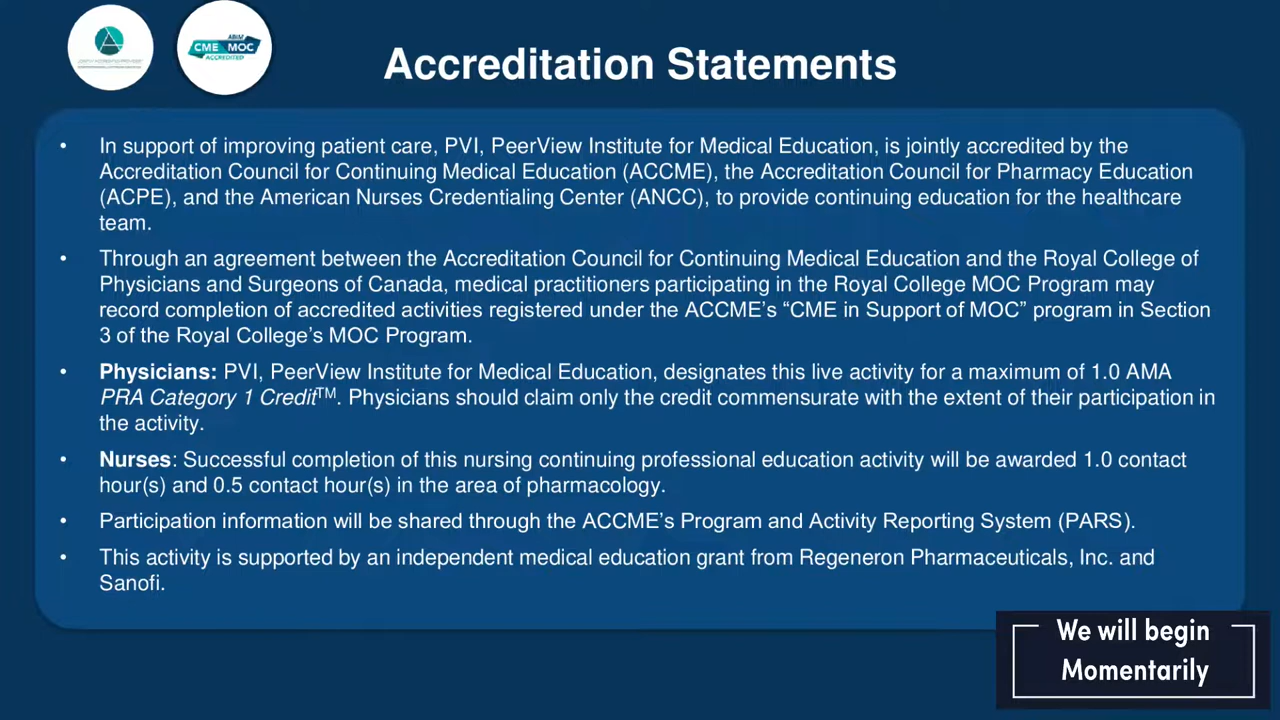 ABIM
CME MOC
ACCREDITED
Accreditation Statements
• In support of improving patient care, PVI, PeerView Institute for Medical Education, is jointly accredited by the
Accreditation Council for Continuing Medical Education (ACCME), the Accreditation Council for Pharmacy Education
(ACPE), and the American Nurses Credentialing Center (ANCC), to provide continuing education for the healthcare
team.
• Through an agreement between the Accreditation Council for Continuing Medical Education and the Royal College of
Physicians and Surgeons of Canada, medical practitioners participating in the Royal College MOC Program may
record completion of accredited activities registered under the ACCME’s “CME in Support of MOC” program in Section
3 of the Royal College’s MOC Program.
• Physicians: PVI, PeerView Institute for Medical Education, designates this live activity for a maximum of 1.0 AMA
PRA Category 1 Credit™. Physicians should claim only the credit commensurate with the extent of their participation in
the activity.
• Nurses: Successful completion of this nursing continuing professional education activity will be awarded 1.0 contact
hour(s) and 0.5 contact hour(s) in the area of pharmacology.
• Participation information will be shared through the ACCME’s Program and Activity Reporting System (PARS).
• This activity is supported by an independent medical education grant from Regeneron Pharmaceuticals, Inc. and
Sanofi.
We will begin
Momentarily